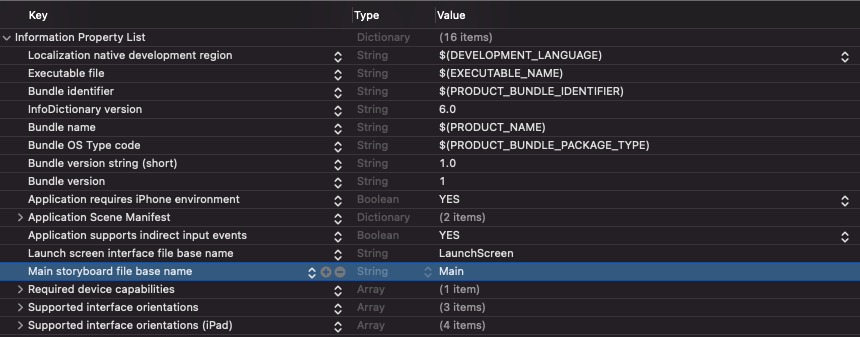 Key Type Value
Information Property List Dictionary (16 items)
Localization native development region String $(DEVELOPMENT_LANGUAGE)
Executable file String $(EXECUTABLE_NAME)
Bundle identifier String $(PRODUCT_BUNDLE_IDENTIFIER)
InfoDictionary version String 6.0
Bundle name String $(PRODUCT_NAME)
Bundle OS Type code String $(PRODUCT_BUNDLE_PACKAGE_TYPE)
Bundle version string (short) String 1.0
Bundle version String 1
Application requires iPhone environment Boolean YES
Application Scene Manifest Dictionary (2 items)
Application supports indirect input events Boolean YES
Launch screen interface file base name String LaunchScreen
Main storyboard file base name String Main
Required device capabilities Array (1 item)
Supported interface orientations Array (3 items)
Supported interface orientations (iPad) Array (4 items)